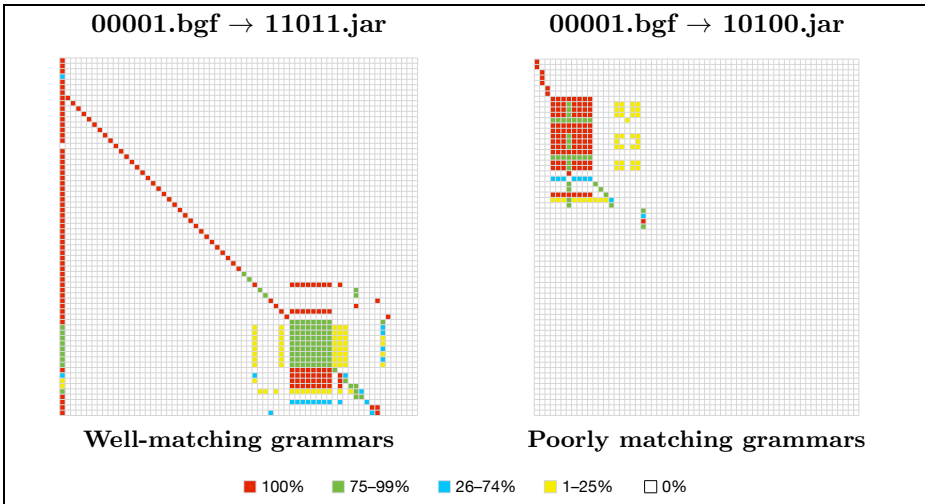 00001.bgf → 11011.jar
00001.bgf → 10100.jar
Well-matching grammars
Poorly matching grammars
100% 75–99% 26–74% 1–25% 0%